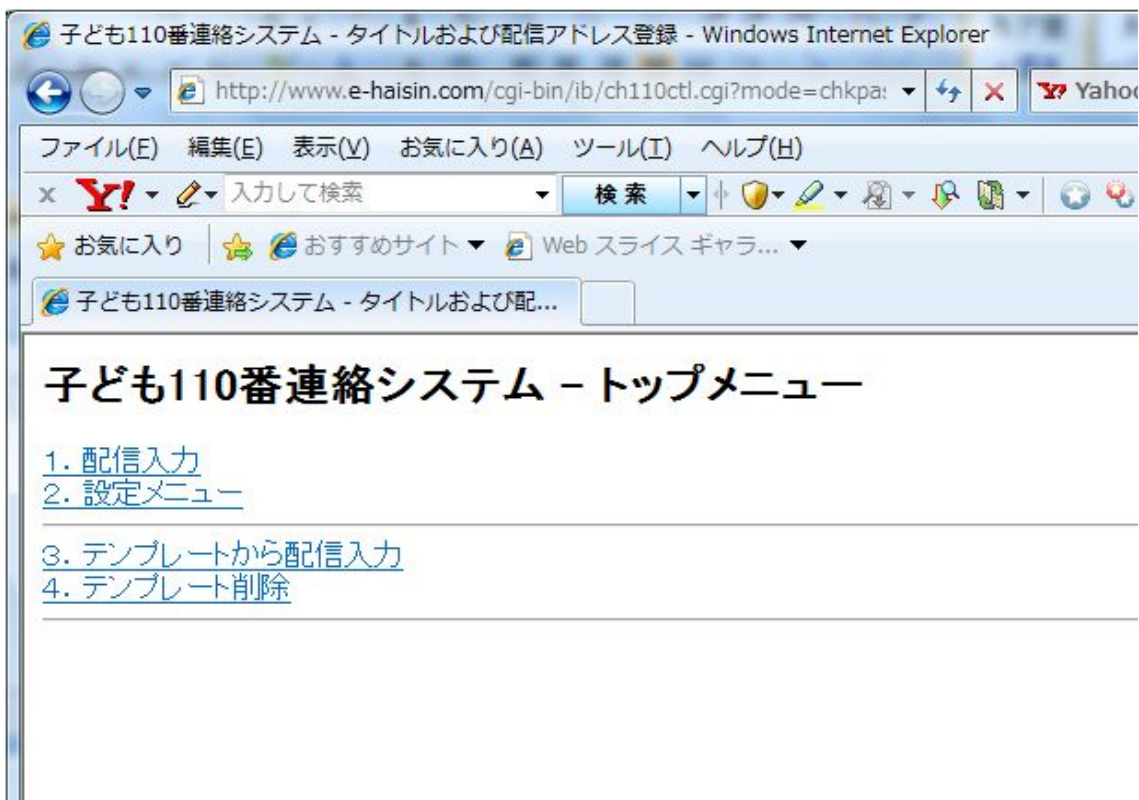 子ども110番連絡システム - タイトルおよび配信アドレス登録 - Windows Internet Explorer
http://www.e-haisin.com/cgi-bin/ib/ch110ctl.cgi?mode=chkpa
Yahoo
ファイル(F) 編集(E) 表示(V) お気に入り(A) ツール(T) ヘルプ(H)
x Y! 入力して検索 検索
お気に入り おすすめサイト Web スライス ギャラ...
子ども110番連絡システム - タイトルおよび配...
子ども110番連絡システム - トップメニュー
1. 配信入力
2. 設定メニュー
3. テンプレートから配信入力
4. テンプレート削除